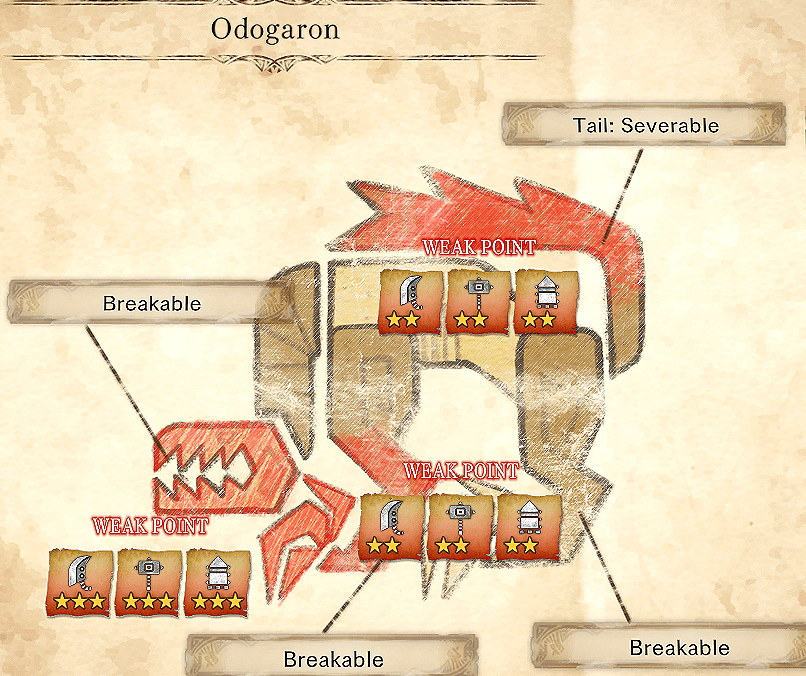 Odogaron
Tail: Severable
WEAK POINT
Breakable
WEAK POINT
WEAK POINT
Breakable
Breakable